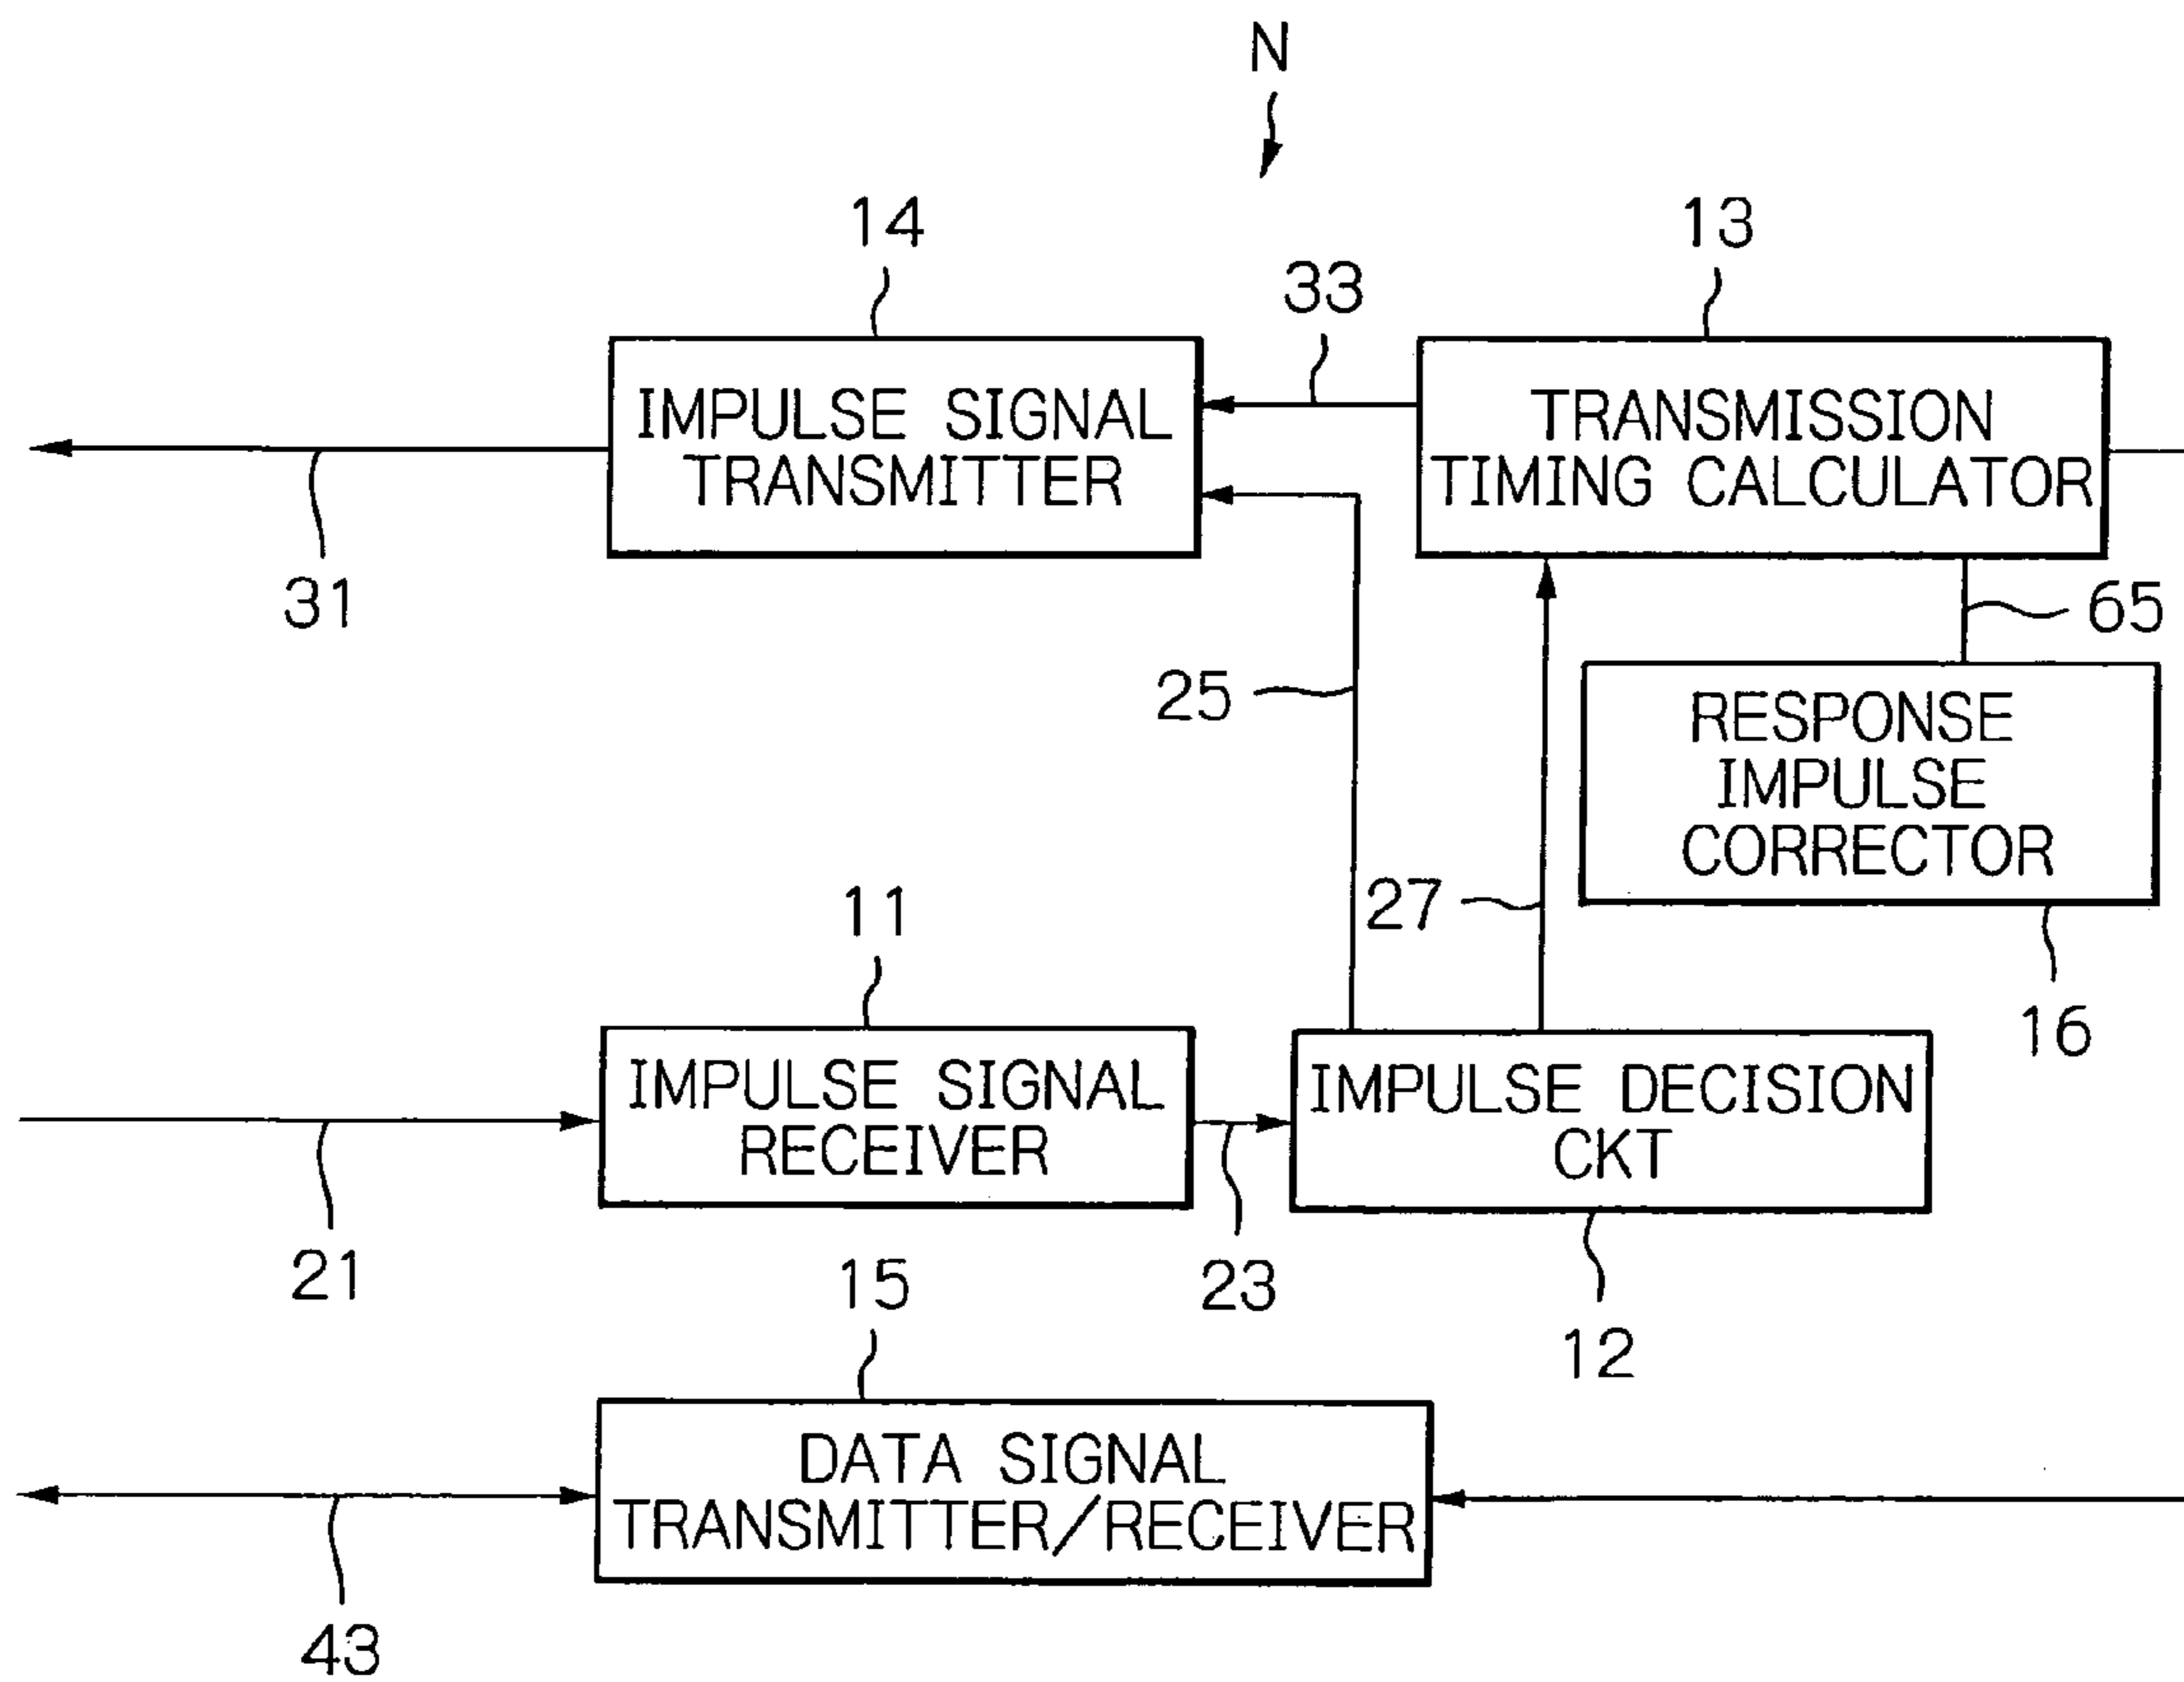 N
14
13
33
IMPULSE SIGNAL
TRANSMITTER
TRANSMISSION
TIMING CALCULATOR
31
65
25
RESPONSE
IMPULSE
CORRECTOR
27
11
16
IMPULSE SIGNAL
RECEIVER
IMPULSE DECISION
CKT
21
23
15
12
DATA SIGNAL
TRANSMITTER/RECEIVER
43